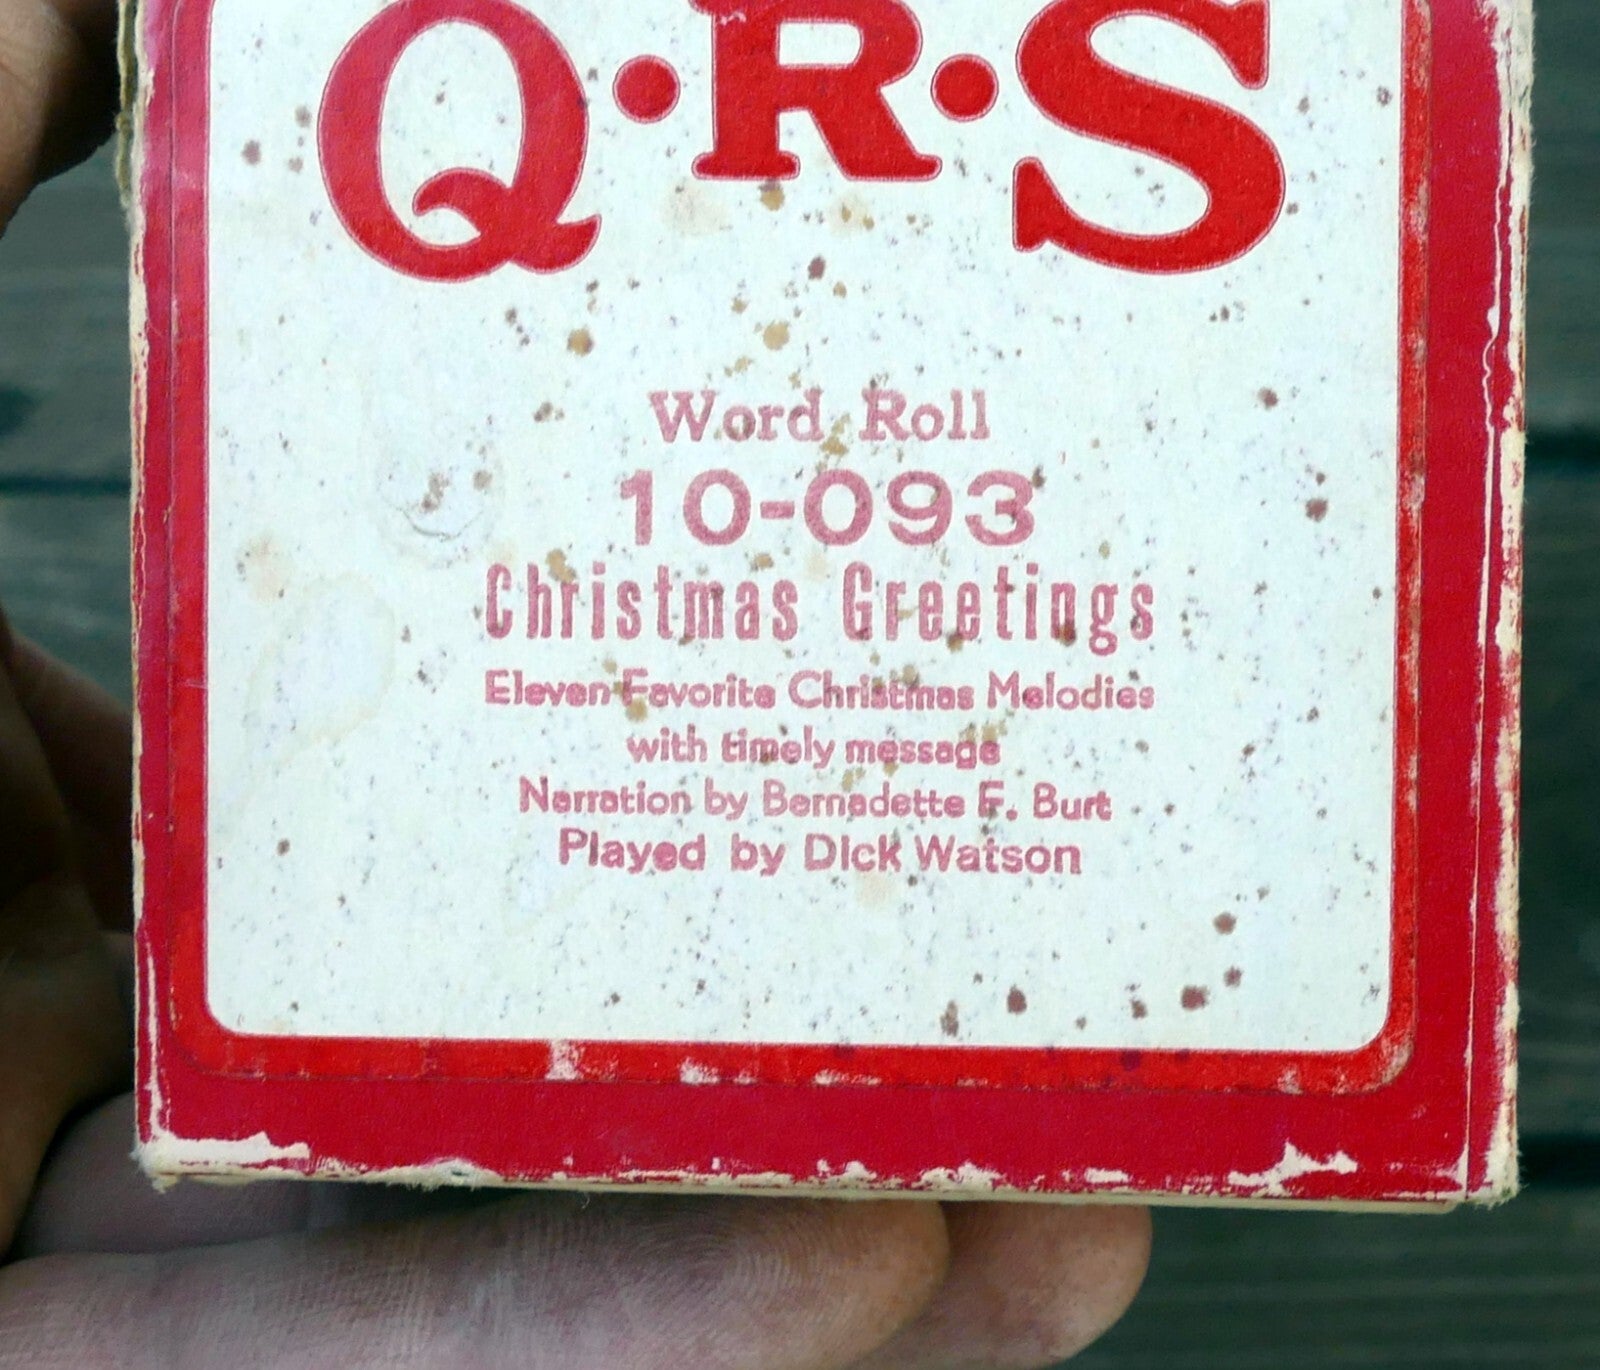 Q·R·S
Word Roll
10-093
Christmas Greetings
Eleven Favorite Christmas Melodies
with timely message
Narration by Bernadette F. Burt
Played by Dick Watson